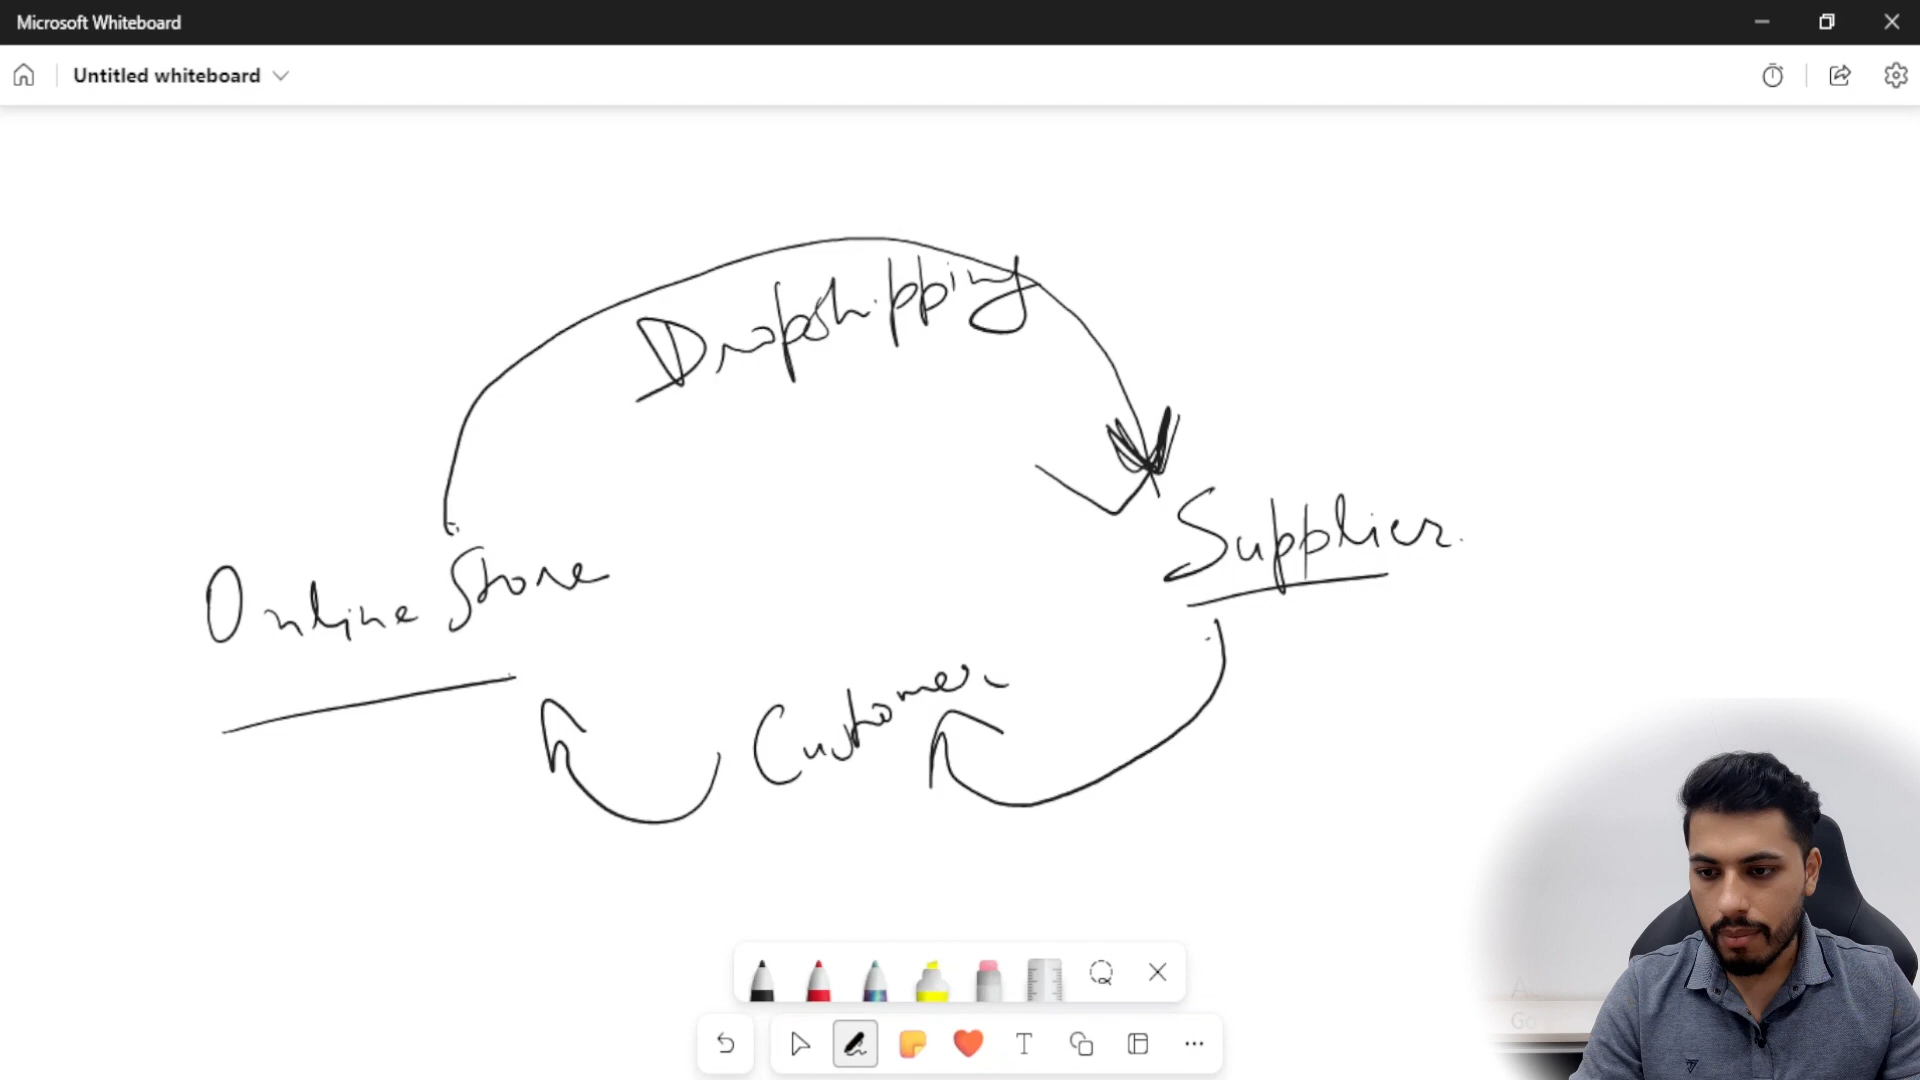 Microsoft Whiteboard
Untitled whiteboard
Dropshipping
Supplier.
Online Store
Customer